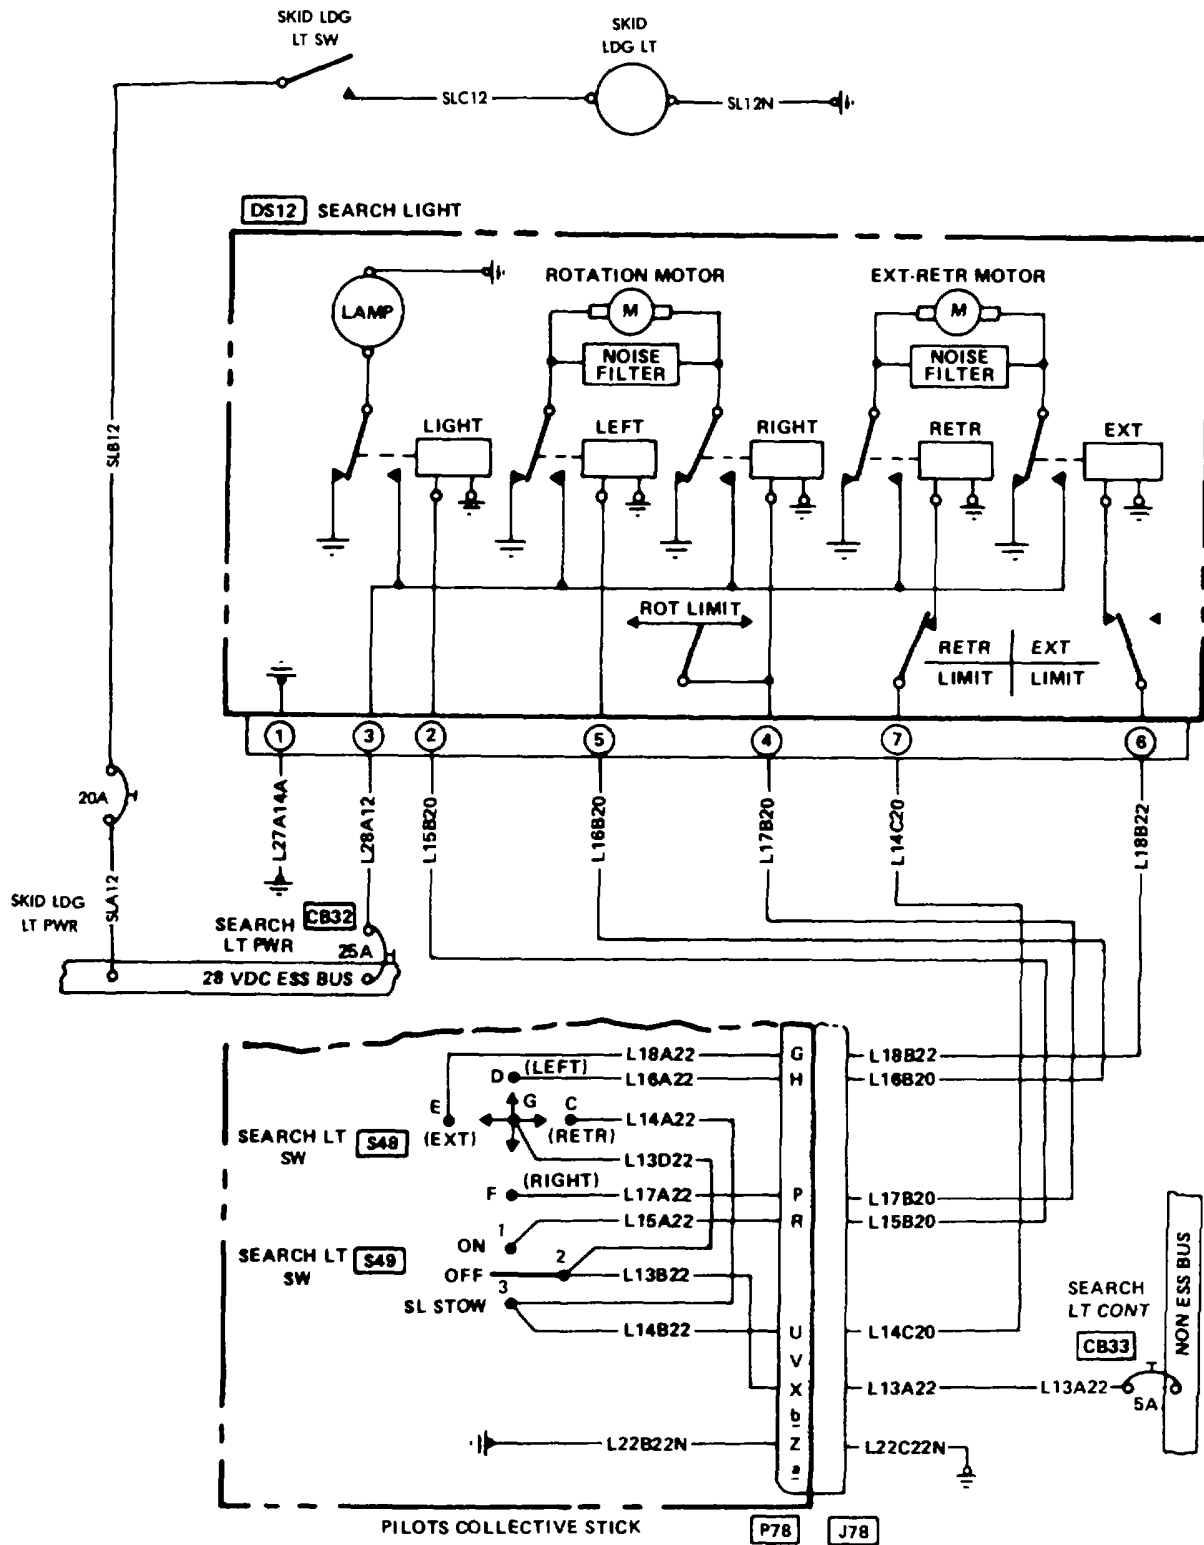 SKID LDG
LT SW
SKID
LDG LT
SLC12
SL12N
DS12 SEARCH LIGHT
LAMP
ROTATION MOTOR
M
NOISE
FILTER
EXT-RETR MOTOR
M
NOISE
FILTER
LIGHT
LEFT
RIGHT
RETR
EXT
SLB12
ROT LIMIT
RETR
LIMIT
EXT
LIMIT
1
3
2
5
4
7
6
20A
L27A14A
L28A12
L15B20
L16B20
L17B20
L14C20
L18B22
SLA12
SKID LDG
LT PWR
SEARCH
LT PWR
CB32
25A
28 VDC ESS BUS
L18A22
G
L18B22
D
(LEFT)
L16A22
H
L16B20
E
(EXT)
G
C
(RETR)
L14A22
SEARCH LT
SW
S48
L13D22
F
(RIGHT)
L17A22
P
L17B20
1
L15A22
R
L15B20
ON
SEARCH LT
SW
S49
OFF
2
L13B22
SL STOW
3
L14B22
U
L14C20
V
X
L13A22
L13A22
SEARCH
LT CONT
CB33
5A
NON ESS BUS
b
L22B22N
Z
L22C22N
a
PILOTS COLLECTIVE STICK
P78
J78